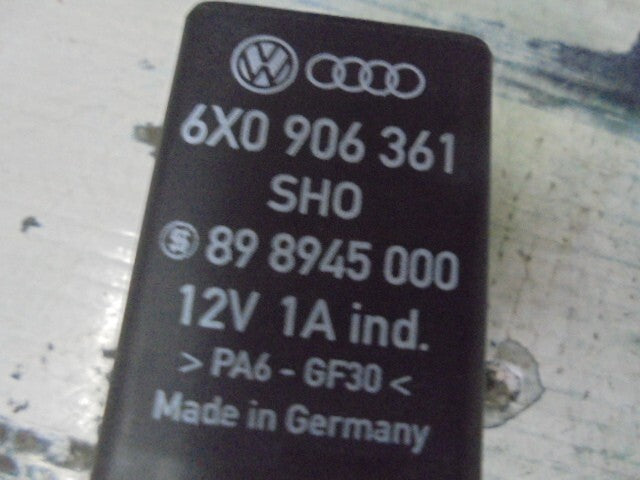 6X0 906 361
SHO
S 89 8945 000
12V 1A ind.
> PA6 - GF30 <
Made in Germany